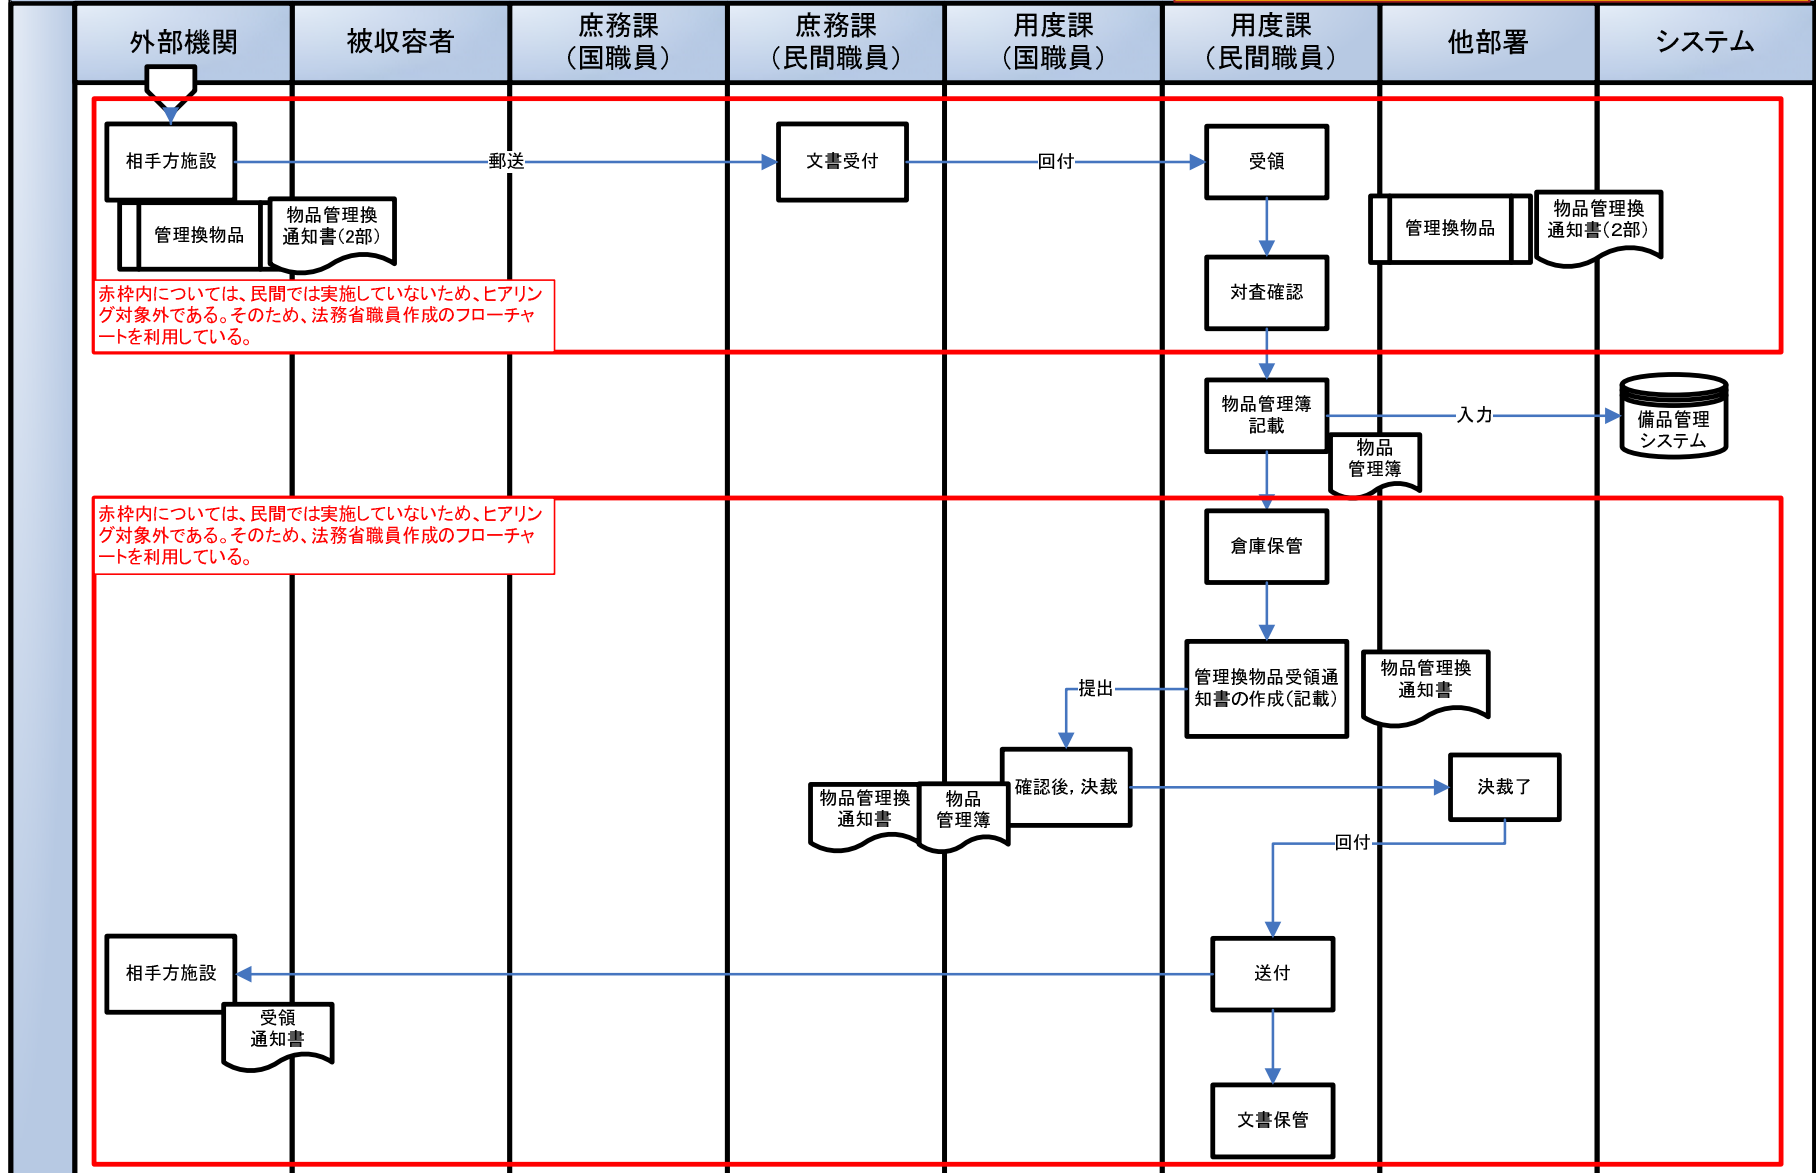 外部機関
被収容者
庶務課
（国職員）
庶務課
（民間職員）
用度課
（国職員）
用度課
（民間職員）
他部署
システム
相手方施設
郵送
文書受付
回付
受領
管理換物品
物品管理換
通知書（2部）
管理換物品
物品管理換
通知書（2部）
対査確認
赤枠内については、民間では実施していないため、ヒアリン
グ対象外である。そのため、法務省職員作成のフローチャ
ートを利用している。
物品管理簿
記載
入力
備品管理
システム
物品
管理簿
赤枠内については、民間では実施していないため、ヒアリン
グ対象外である。そのため、法務省職員作成のフローチャ
ートを利用している。
倉庫保管
管理換物品受領通
知書の作成（記載）
物品管理換
通知書
提出
確認後，決裁
物品管理換
通知書
物品
管理簿
決裁了
回付
相手方施設
送付
受領
通知書
文書保管